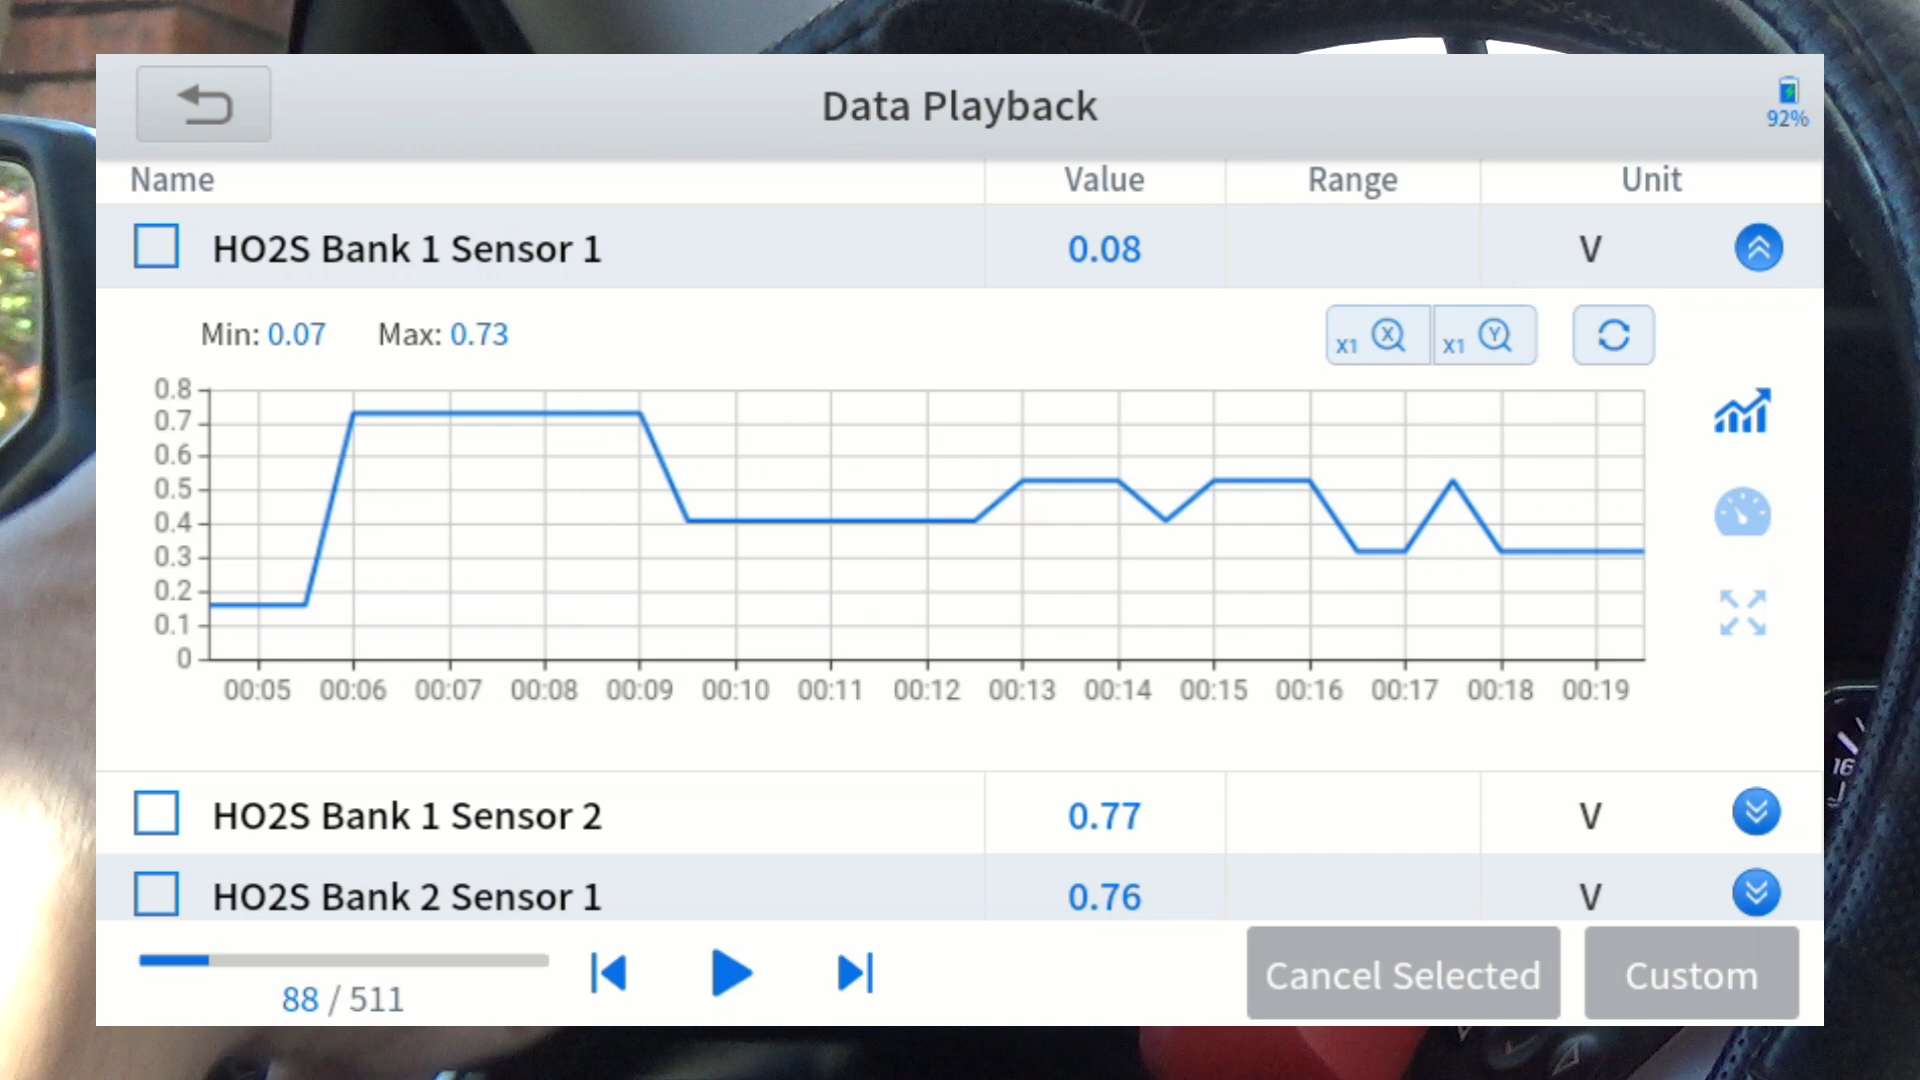 Data Playback
92%
Name Value Range Unit
HO2S Bank 1 Sensor 1 0.08 V
Min: 0.07 Max: 0.73
X1 X X1 Y
0.8
0.7
0.6
0.5
0.4
0.3
0.2
0.1
0
00:05 00:06 00:07 00:08 00:09 00:10 00:11 00:12 00:13 00:14 00:15 00:16 00:17 00:18 00:19
16
HO2S Bank 1 Sensor 2 0.77 V
HO2S Bank 2 Sensor 1 0.76 V
88 / 511
Cancel Selected
Custom